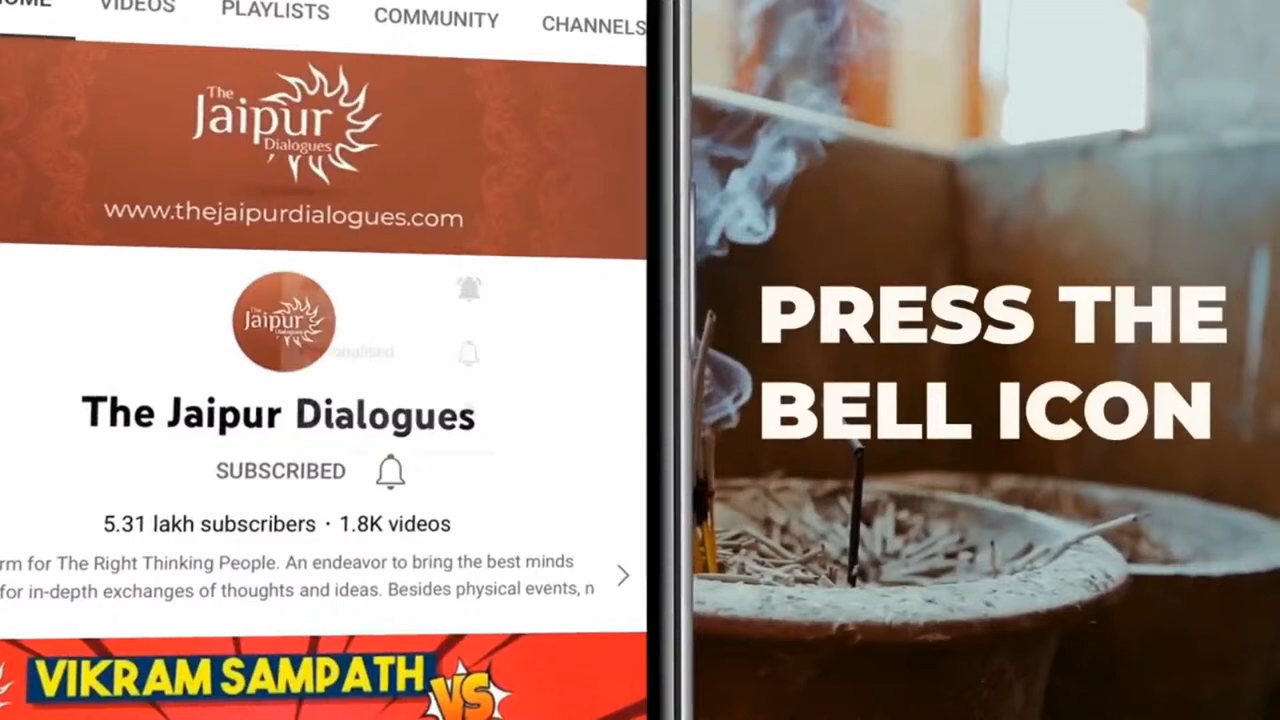 HOME
VIDEOS
PLAYLISTS
COMMUNITY
CHANNELS
The
Jaipur
Dialogues
www.thejaipurdialogues.com
Jaipur
The Jaipur Dialogues
SUBSCRIBED
5.31 lakh subscribers · 1.8K videos
rm for The Right Thinking People. An endeavor to bring the best minds
for in-depth exchanges of thoughts and ideas. Besides physical events, n
VIKRAM SAMPATH
VS
PRESS THE
BELL ICON